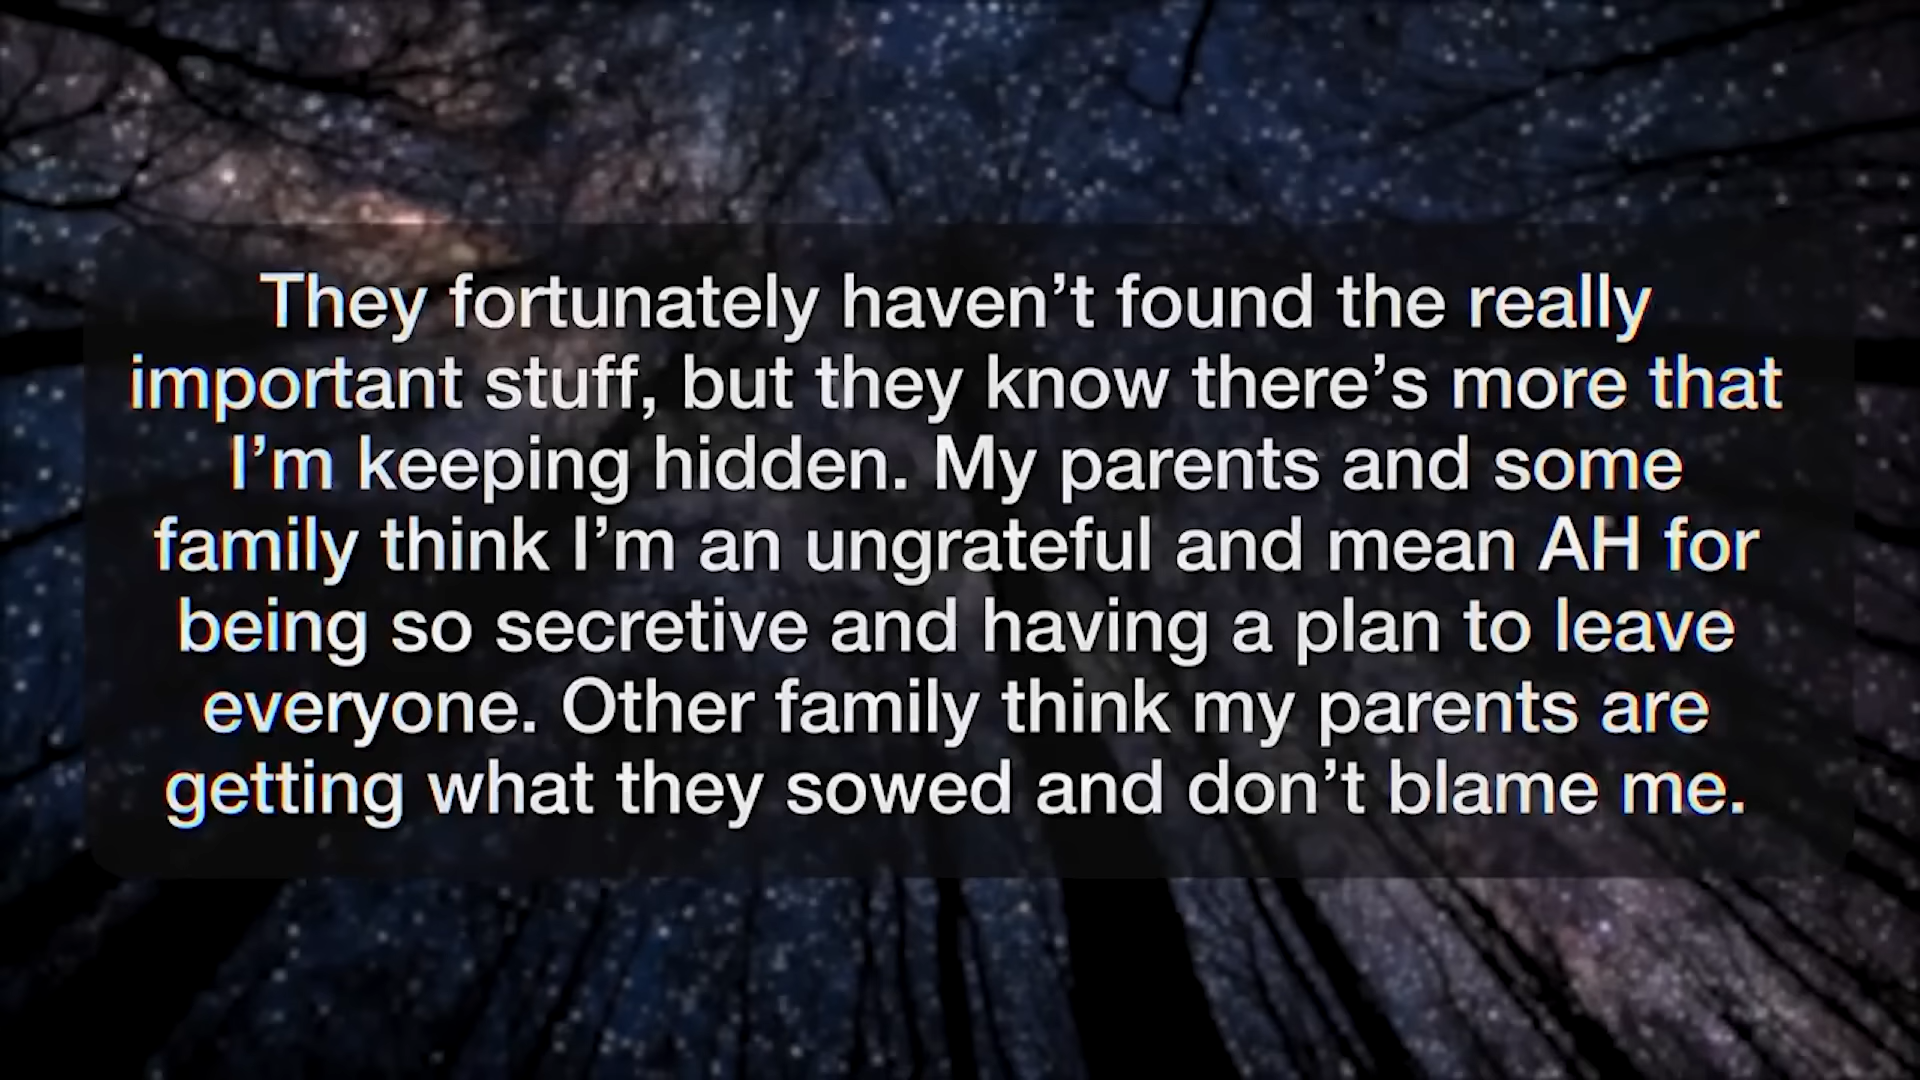 They fortunately haven’t found the really
important stuff, but they know there’s more that
I’m keeping hidden. My parents and some
family think I’m an ungrateful and mean AH for
being so secretive and having a plan to leave
everyone. Other family think my parents are
getting what they sowed and don’t blame me.